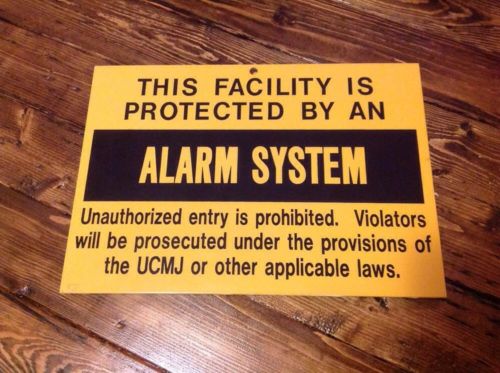 THIS FACILITY IS
PROTECTED BY AN
ALARM SYSTEM
Unauthorized entry is prohibited. Violators
will be prosecuted under the provisions of
the UCMJ or other applicable laws.